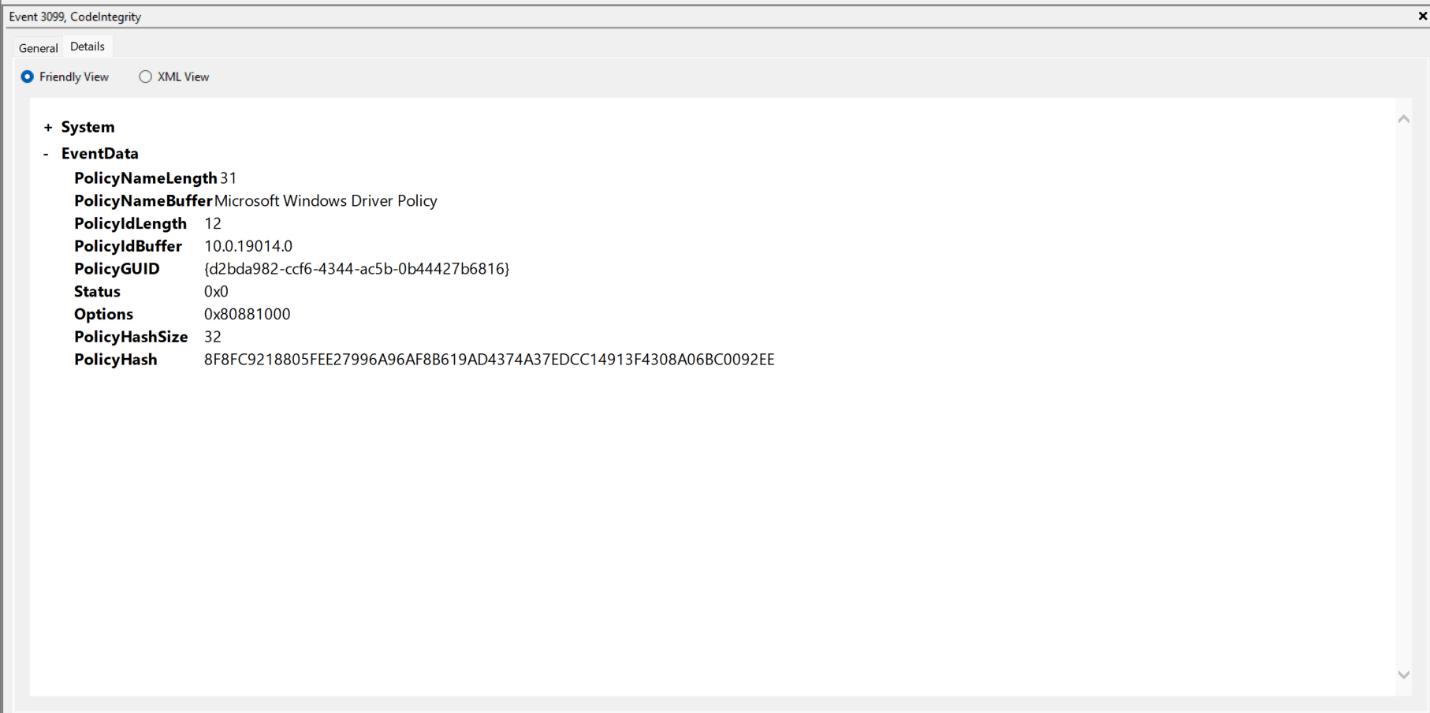 Event 3099, CodeIntegrity
General Details
Friendly View XML View
+ System
- EventData
PolicyNameLength 31
PolicyNameBuffer Microsoft Windows Driver Policy
PolicyIdLength 12
PolicyIdBuffer 10.0.19014.0
PolicyGUID {d2bda982-ccf6-4344-ac5b-0b44427b6816}
Status 0x0
Options 0x80881000
PolicyHashSize 32
PolicyHash 8F8FC9218805FEE27996A96AF8B619AD4374A37EDCC14913F4308A06BC0092EE